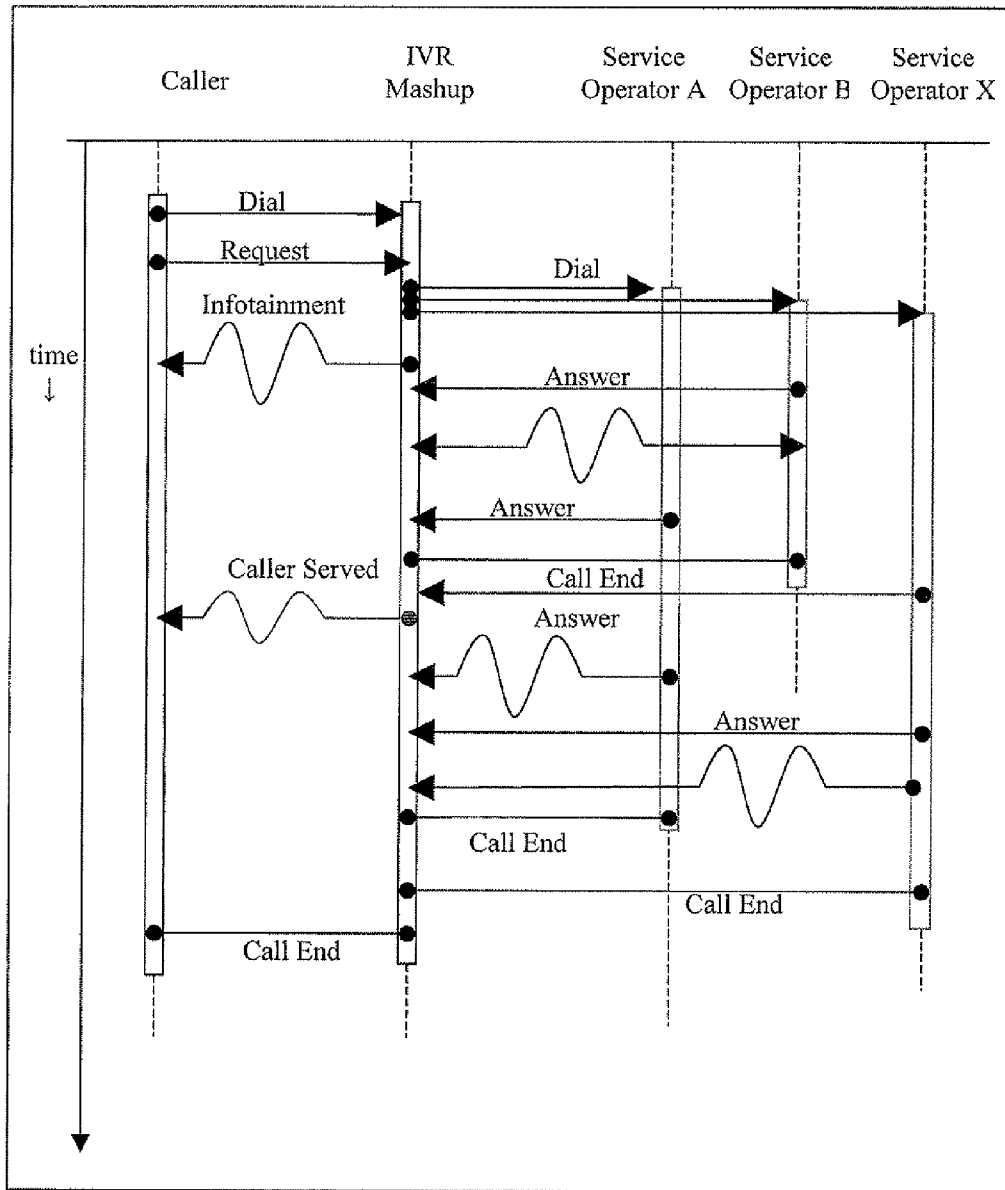 Caller
IVR
Mashup
Service
Operator A
Service
Operator B
Service
Operator X
Dial
Request
Dial
Infotainment
time
↓
Answer
Answer
Caller Served
Call End
Answer
Answer
Call End
Call End
Call End